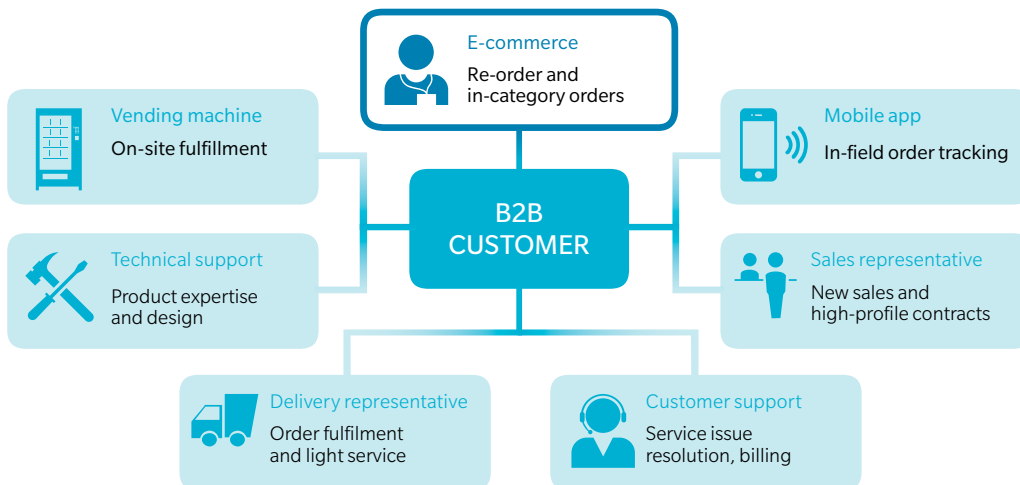 E-commerce
Re-order and
in-category orders
Vending machine
On-site fulfillment
Mobile app
In-field order tracking
B2B
CUSTOMER
Technical support
Product expertise
and design
Sales representative
New sales and
high-profile contracts
Delivery representative
Order fulfilment
and light service
Customer support
Service issue
resolution, billing